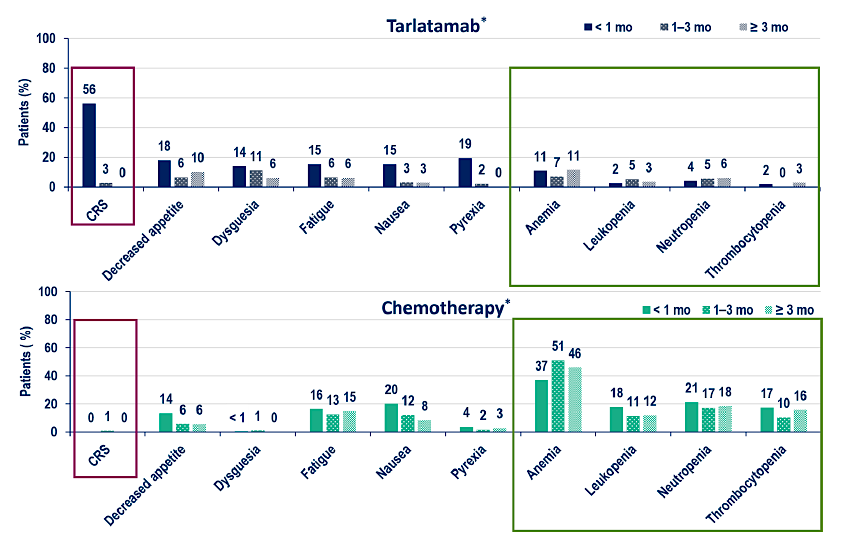 Tarlatamab*
< 1 mo 1–3 mo ≥ 3 mo
Patients (%)
100
80
60
40
20
0
56 3 0
18 6 10
14 11 6
15 6 6
15 3 3
19 2 0
11 7 11
2 5 3
4 5 6
2 0 3
CRS
Decreased appetite
Dysguesia
Fatigue
Nausea
Pyrexia
Anemia
Leukopenia
Neutropenia
Thrombocytopenia
Chemotherapy*
< 1 mo 1–3 mo ≥ 3 mo
Patients ( %)
100
80
60
40
20
0
0 1 0
14 6 6
< 1 1 0
16 13 15
20 12 8
4 2 3
37 51 46
18 11 12
21 17 18
17 10 16
CRS
Decreased appetite
Dysguesia
Fatigue
Nausea
Pyrexia
Anemia
Leukopenia
Neutropenia
Thrombocytopenia